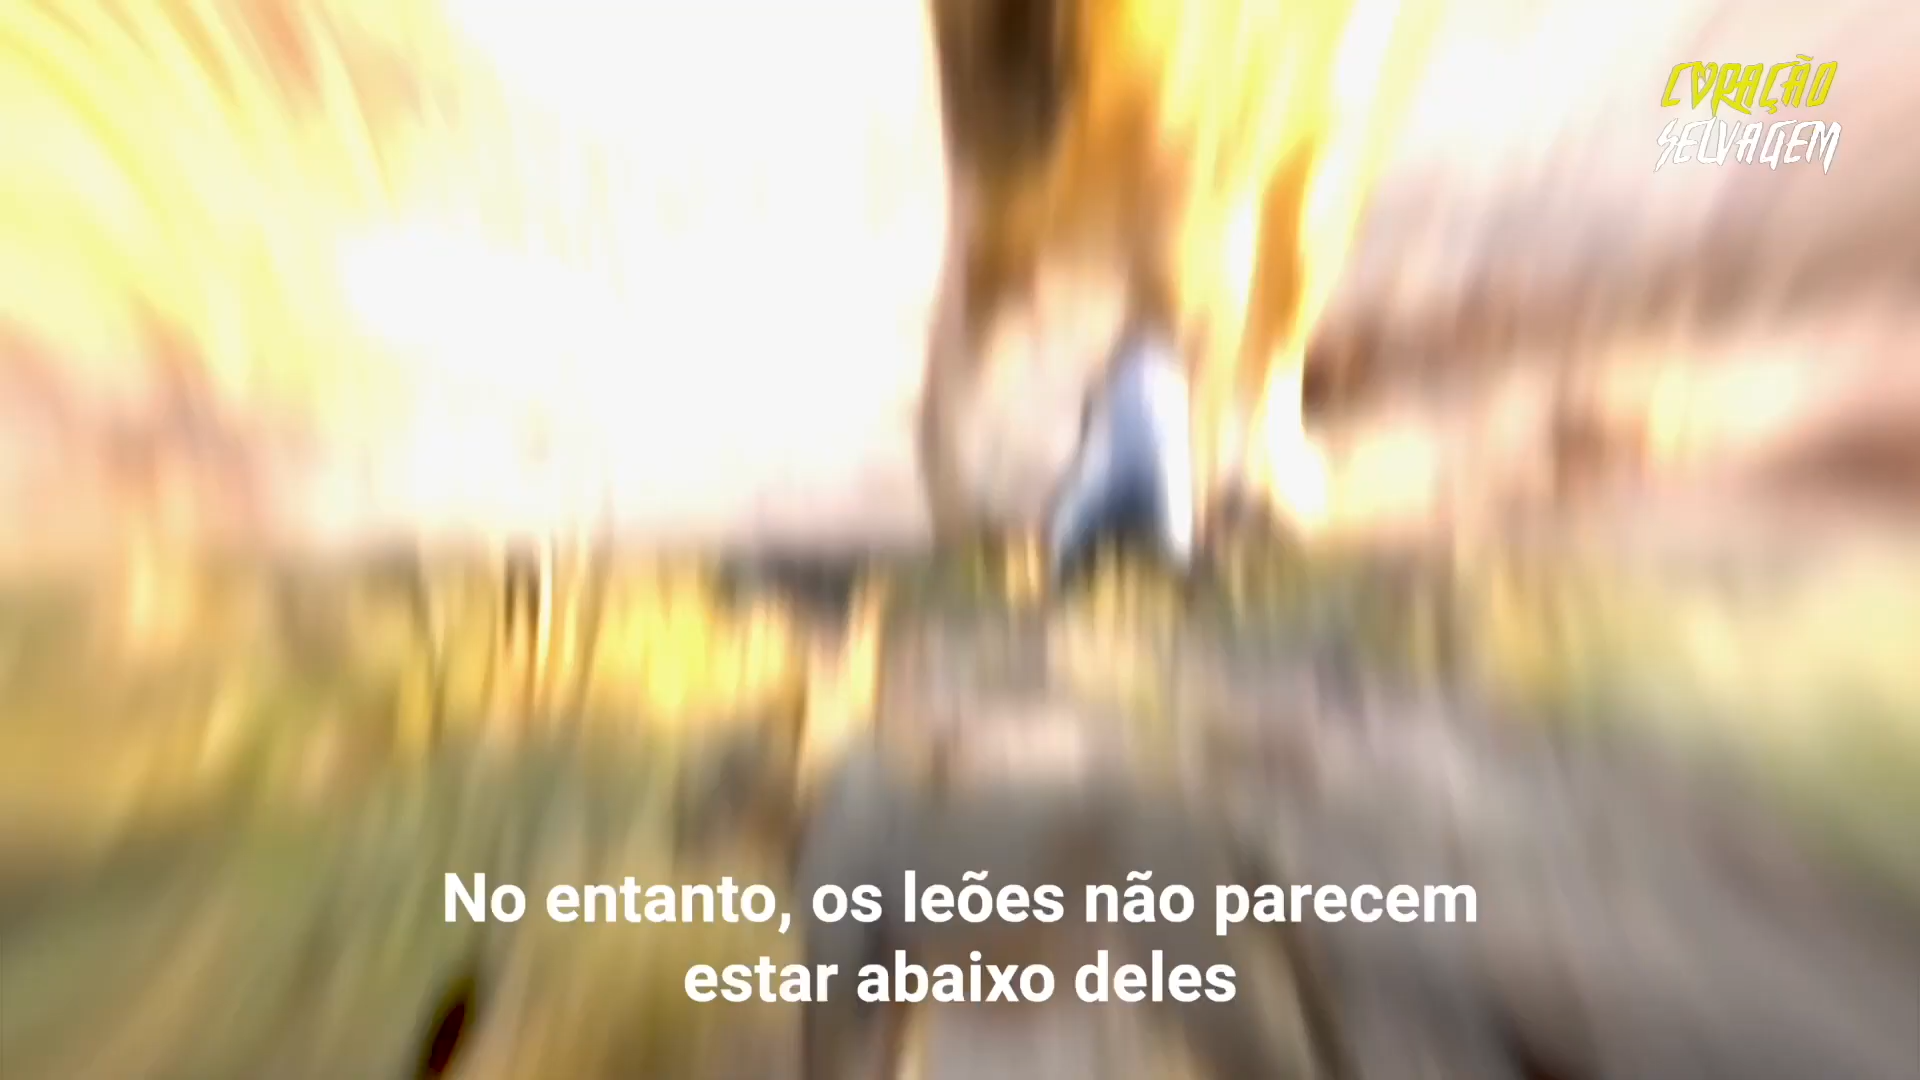 CORAÇÃO
SELVAGEM
No entanto, os leões não parecem
estar abaixo deles